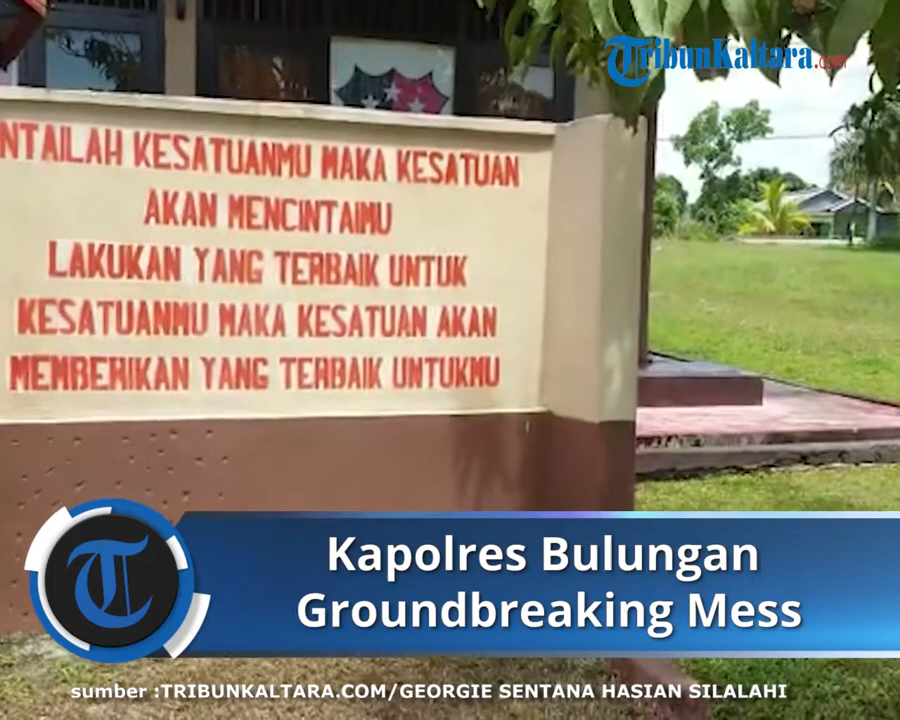 TribunKaltara.com
NTAILAH KESATUANMU MAKA KESATUAN
AKAN MENCINTAIMU
LAKUKAN YANG TERBAIK UNTUK
KESATUANMU MAKA KESATUAN AKAN
MEMBERIKAN YANG TERBAIK UNTUKMU
T
Kapolres Bulungan
Groundbreaking Mess
sumber :TRIBUNKALTARA.COM/GEORGIE SENTANA HASIAN SILALAHI